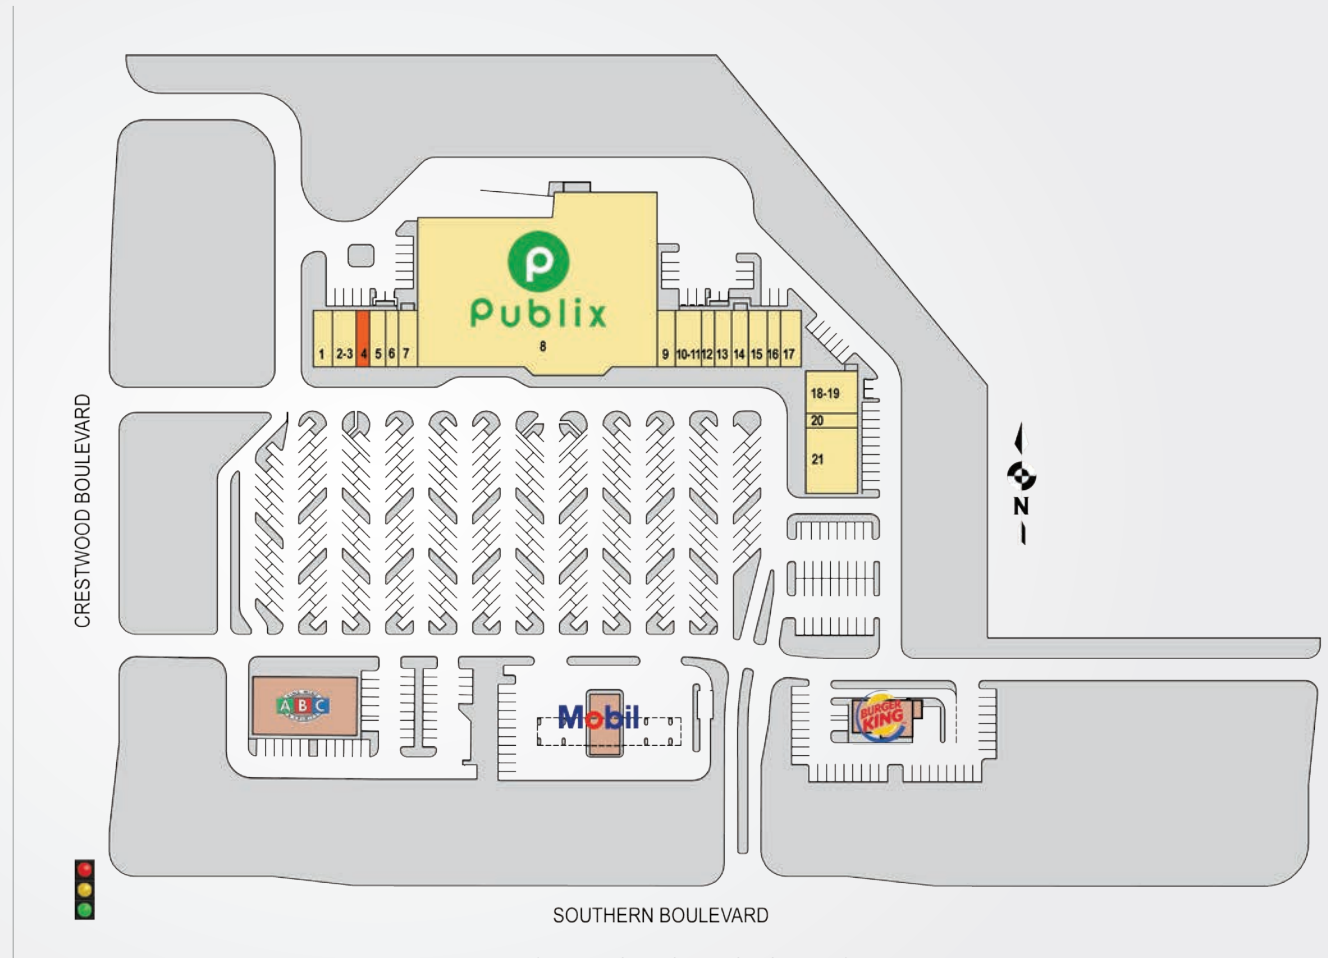 Publix
8
1 2-3 4 5 6 7
9 10-11 12 13 14 15 16 17
18-19
20
21
CRESTWOOD BOULEVARD
N
ABC
Mobil
BURGER
KING
SOUTHERN BOULEVARD